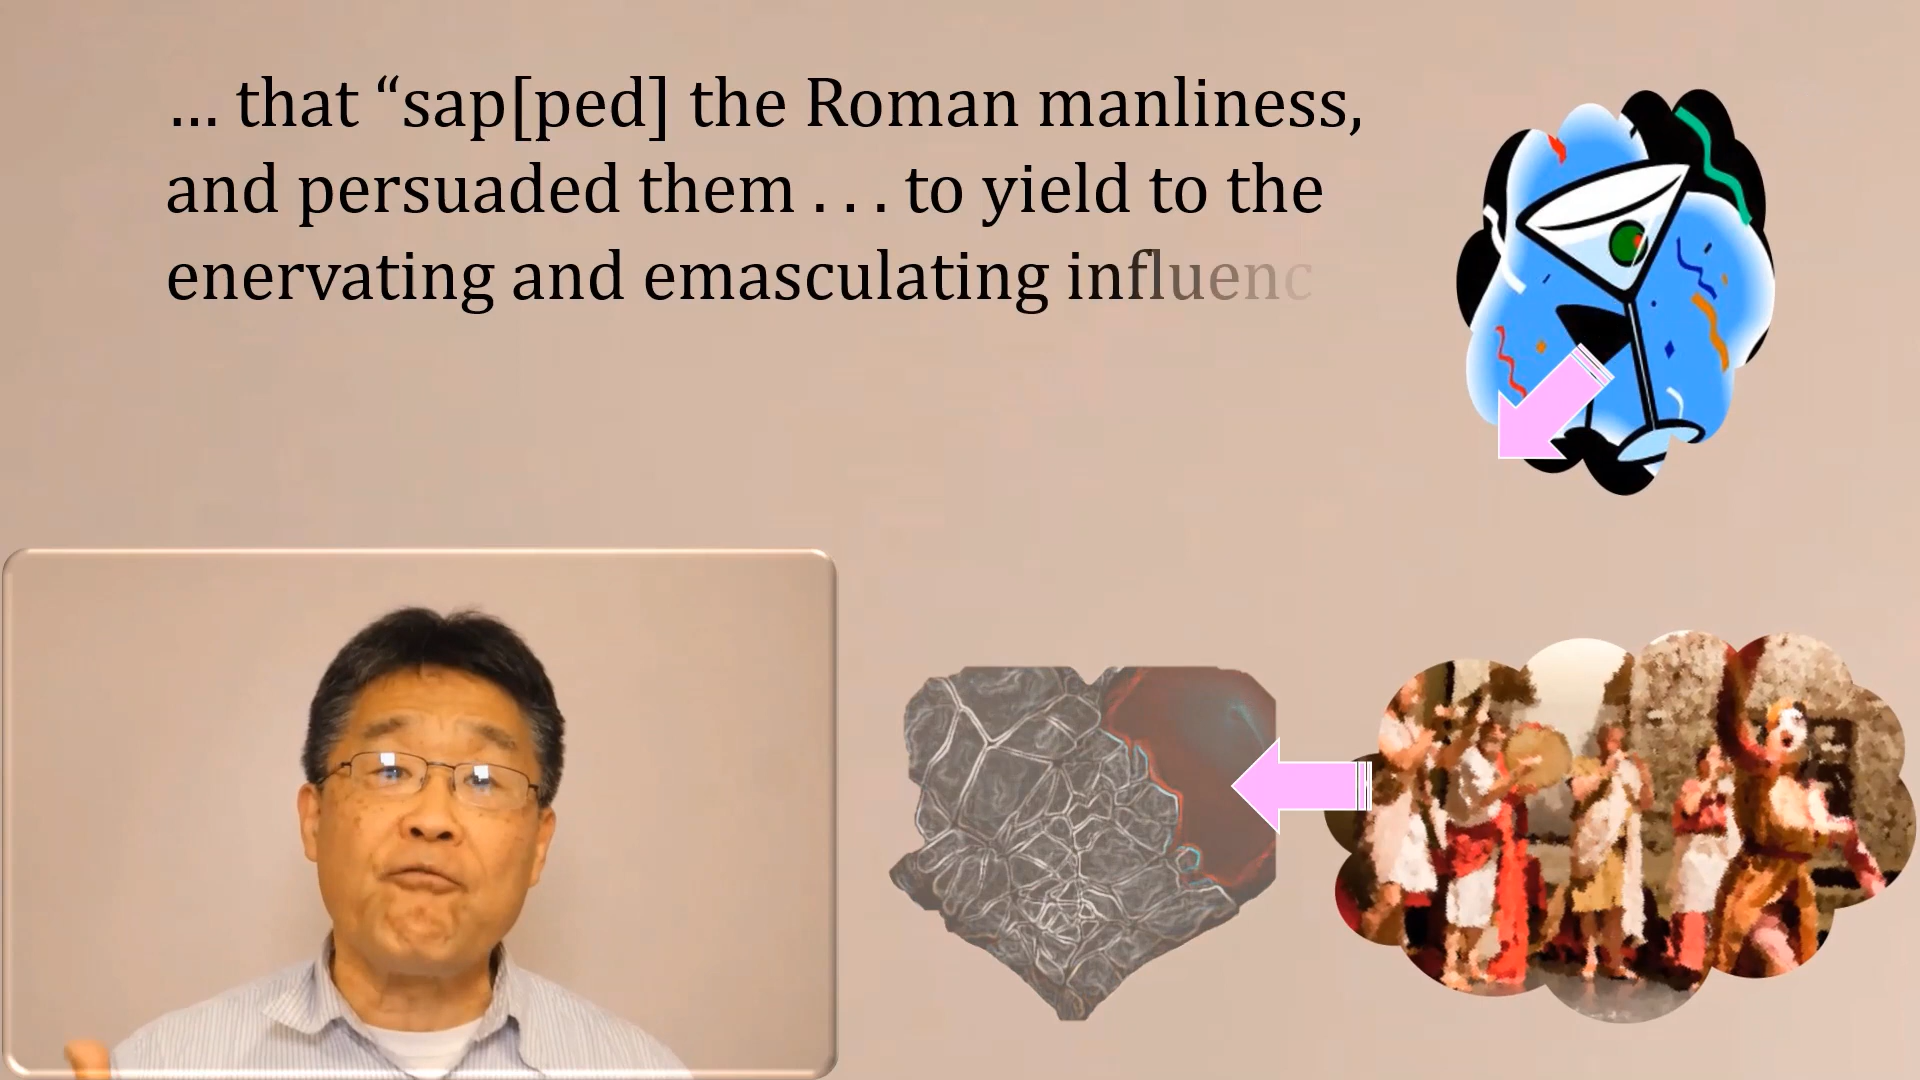 … that “sap[ped] the Roman manliness,
and persuaded them . . . to yield to the
enervating and emasculating influenc